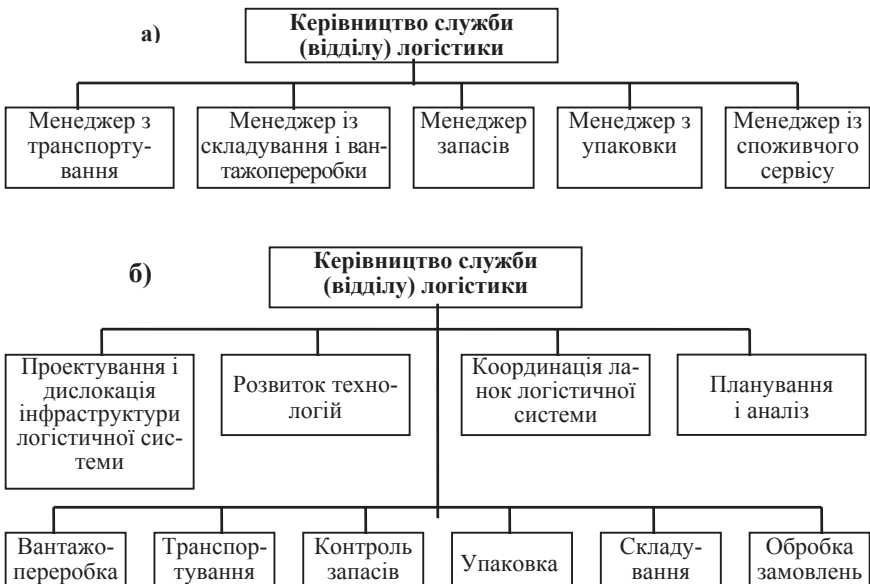 а)
Керівництво служби
(відділу) логістики
Менеджер з
транспорту-
вання
Менеджер із
складування і ван-
тажопереробки
Менеджер
запасів
Менеджер з
упаковки
Менеджер із
споживчого
сервісу
б)
Керівництво служби
(відділу) логістики
Проектування і
дислокація
інфраструктури
логістичної сис-
теми
Розвиток техно-
логій
Координація ла-
нок логістичної
системи
Планування
і аналіз
Вантажо-
переробка
Транспор-
тування
Контроль
запасів
Упаковка
Складу-
вання
Обробка
замовлень